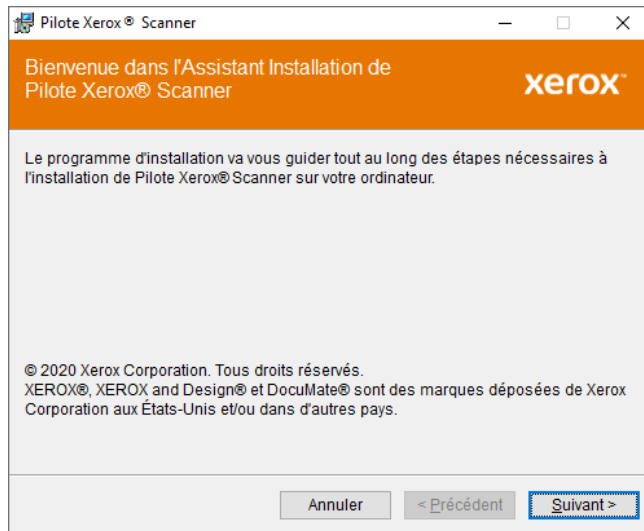 Pilote Xerox® Scanner
Bienvenue dans l'Assistant Installation de
Pilote Xerox® Scanner
xerox™
Le programme d'installation va vous guider tout au long des étapes nécessaires à
l'installation de Pilote Xerox® Scanner sur votre ordinateur.
© 2020 Xerox Corporation. Tous droits réservés.
XEROX®, XEROX and Design® et DocuMate® sont des marques déposées de Xerox
Corporation aux États-Unis et/ou dans d'autres pays.
Annuler < Précédent Suivant >